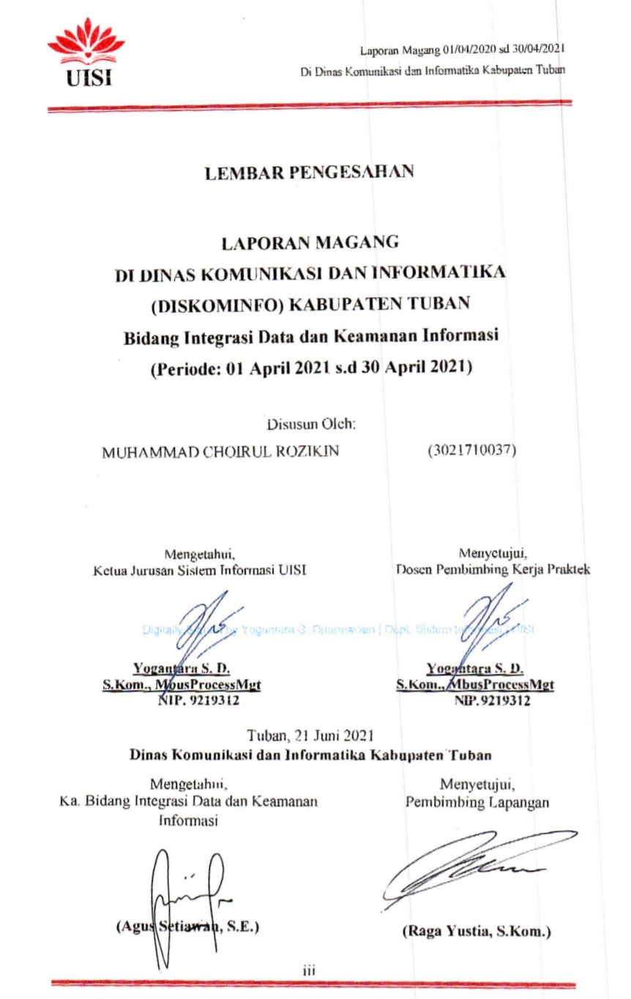 UISI
Laporan Magang 01/04/2020 sd 30/04/2021
Di Dinas Komunikasi dan Informatika Kabupaten Tuban
LEMBAR PENGESAHAN
LAPORAN MAGANG
DI DINAS KOMUNIKASI DAN INFORMATIKA
(DISKOMINFO) KABUPATEN TUBAN
Bidang Integrasi Data dan Keamanan Informasi
(Periode: 01 April 2021 s.d 30 April 2021)
Disusun Oleh:
MUHAMMAD CHOIRUL ROZIKIN (3021710037)
Mengetahui,
Ketua Jurusan Sistem Informasi UISI
Menyetujui,
Dosen Pembimbing Kerja Praktek
Digitally Signed by Yogantara S. Dharmawan | Dept. Sistem Informasi UISI
Yogantara S. D.
S.Kom., MbusProcessMgt
NIP. 9219312
Yogantara S. D.
S.Kom., MbusProcessMgt
NIP.9219312
Tuban, 21 Juni 2021
Dinas Komunikasi dan Informatika Kabupaten Tuban
Mengetahui,
Ka. Bidang Integrasi Data dan Keamanan
Informasi
Menyetujui,
Pembimbing Lapangan
(Agus Setiawan, S.E.)
(Raga Yustia, S.Kom.)
iii